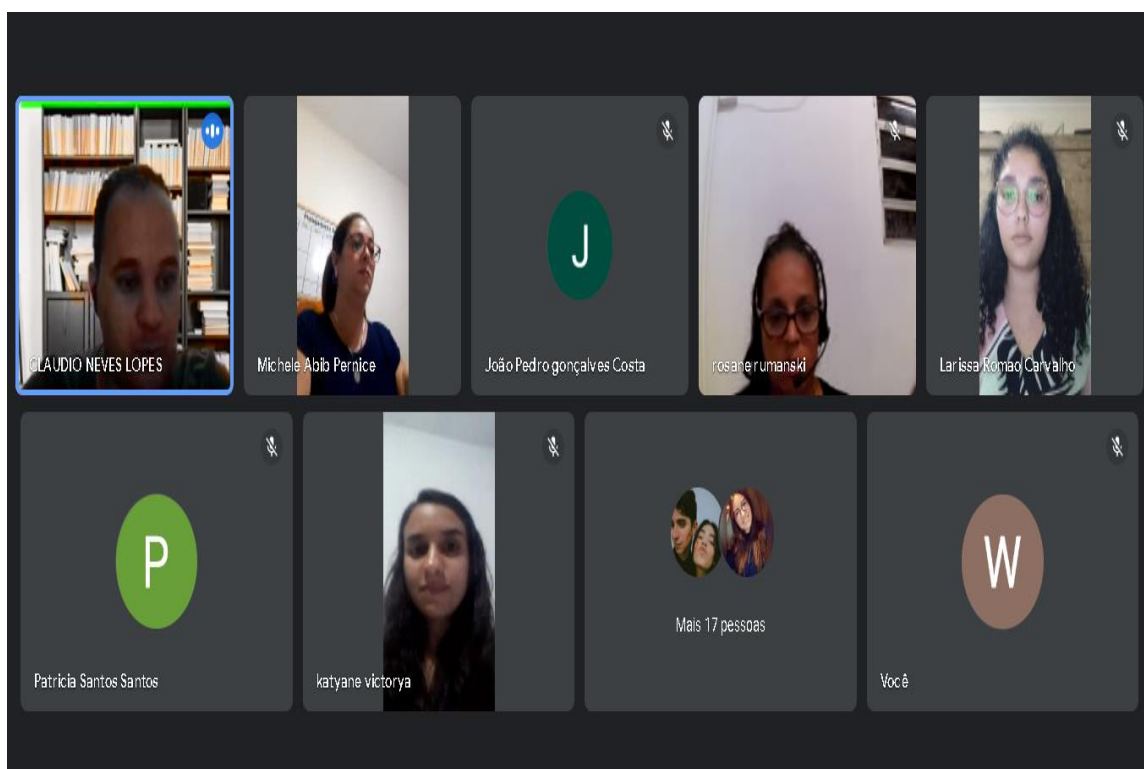 CLAUDIO NEVES LOPES
Michele Abib Pernice
J
João Pedro gonçalves Costa
rosane rumanski
Larissa Romao Carvalho
P
Patricia Santos Santos
katyane victorya
Mais 17 pessoas
W
Você